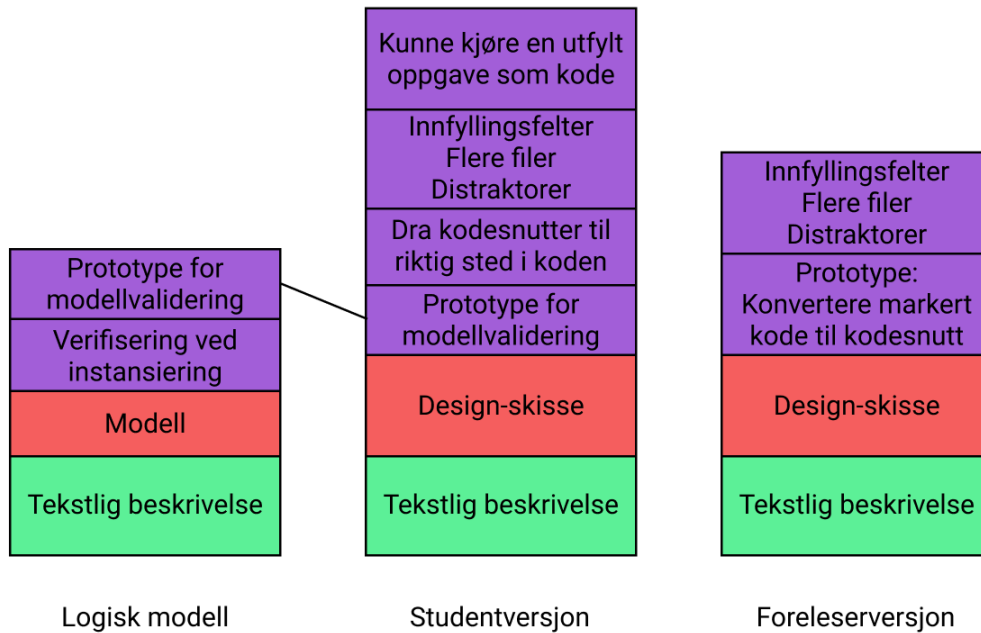 Prototype for
modellvalidering
Verifisering ved
instansiering
Modell
Tekstlig beskrivelse
Logisk modell
Kunne kjøre en utfylt
oppgave som kode
Innfyllingsfelter
Flere filer
Distraktorer
Dra kodesnutter til
riktig sted i koden
Prototype for
modellvalidering
Design-skisse
Tekstlig beskrivelse
Studentversjon
Innfyllingsfelter
Flere filer
Distraktorer
Prototype:
Konvertere markert
kode til kodesnutt
Design-skisse
Tekstlig beskrivelse
Foreleserversjon